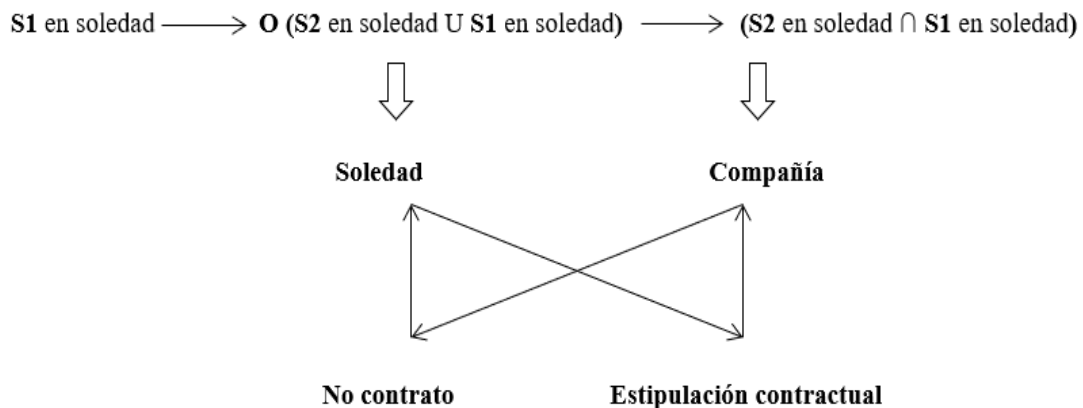 S1 en soledad ⟶ O (S2 en soledad U S1 en soledad) ⟶ (S2 en soledad ∩ S1 en soledad)
Soledad Compañía
No contrato Estipulación contractual